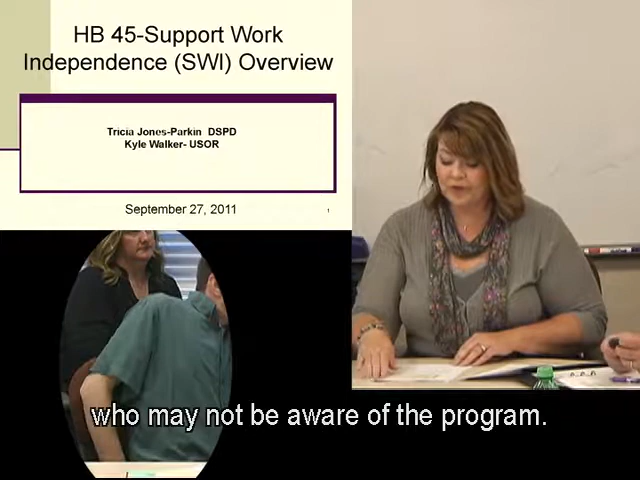 HB 45-Support Work
Independence (SWI) Overview
Tricia Jones-Parkin DSPD
Kyle Walker- USOR
September 27, 2011
1
who may not be aware of the program.